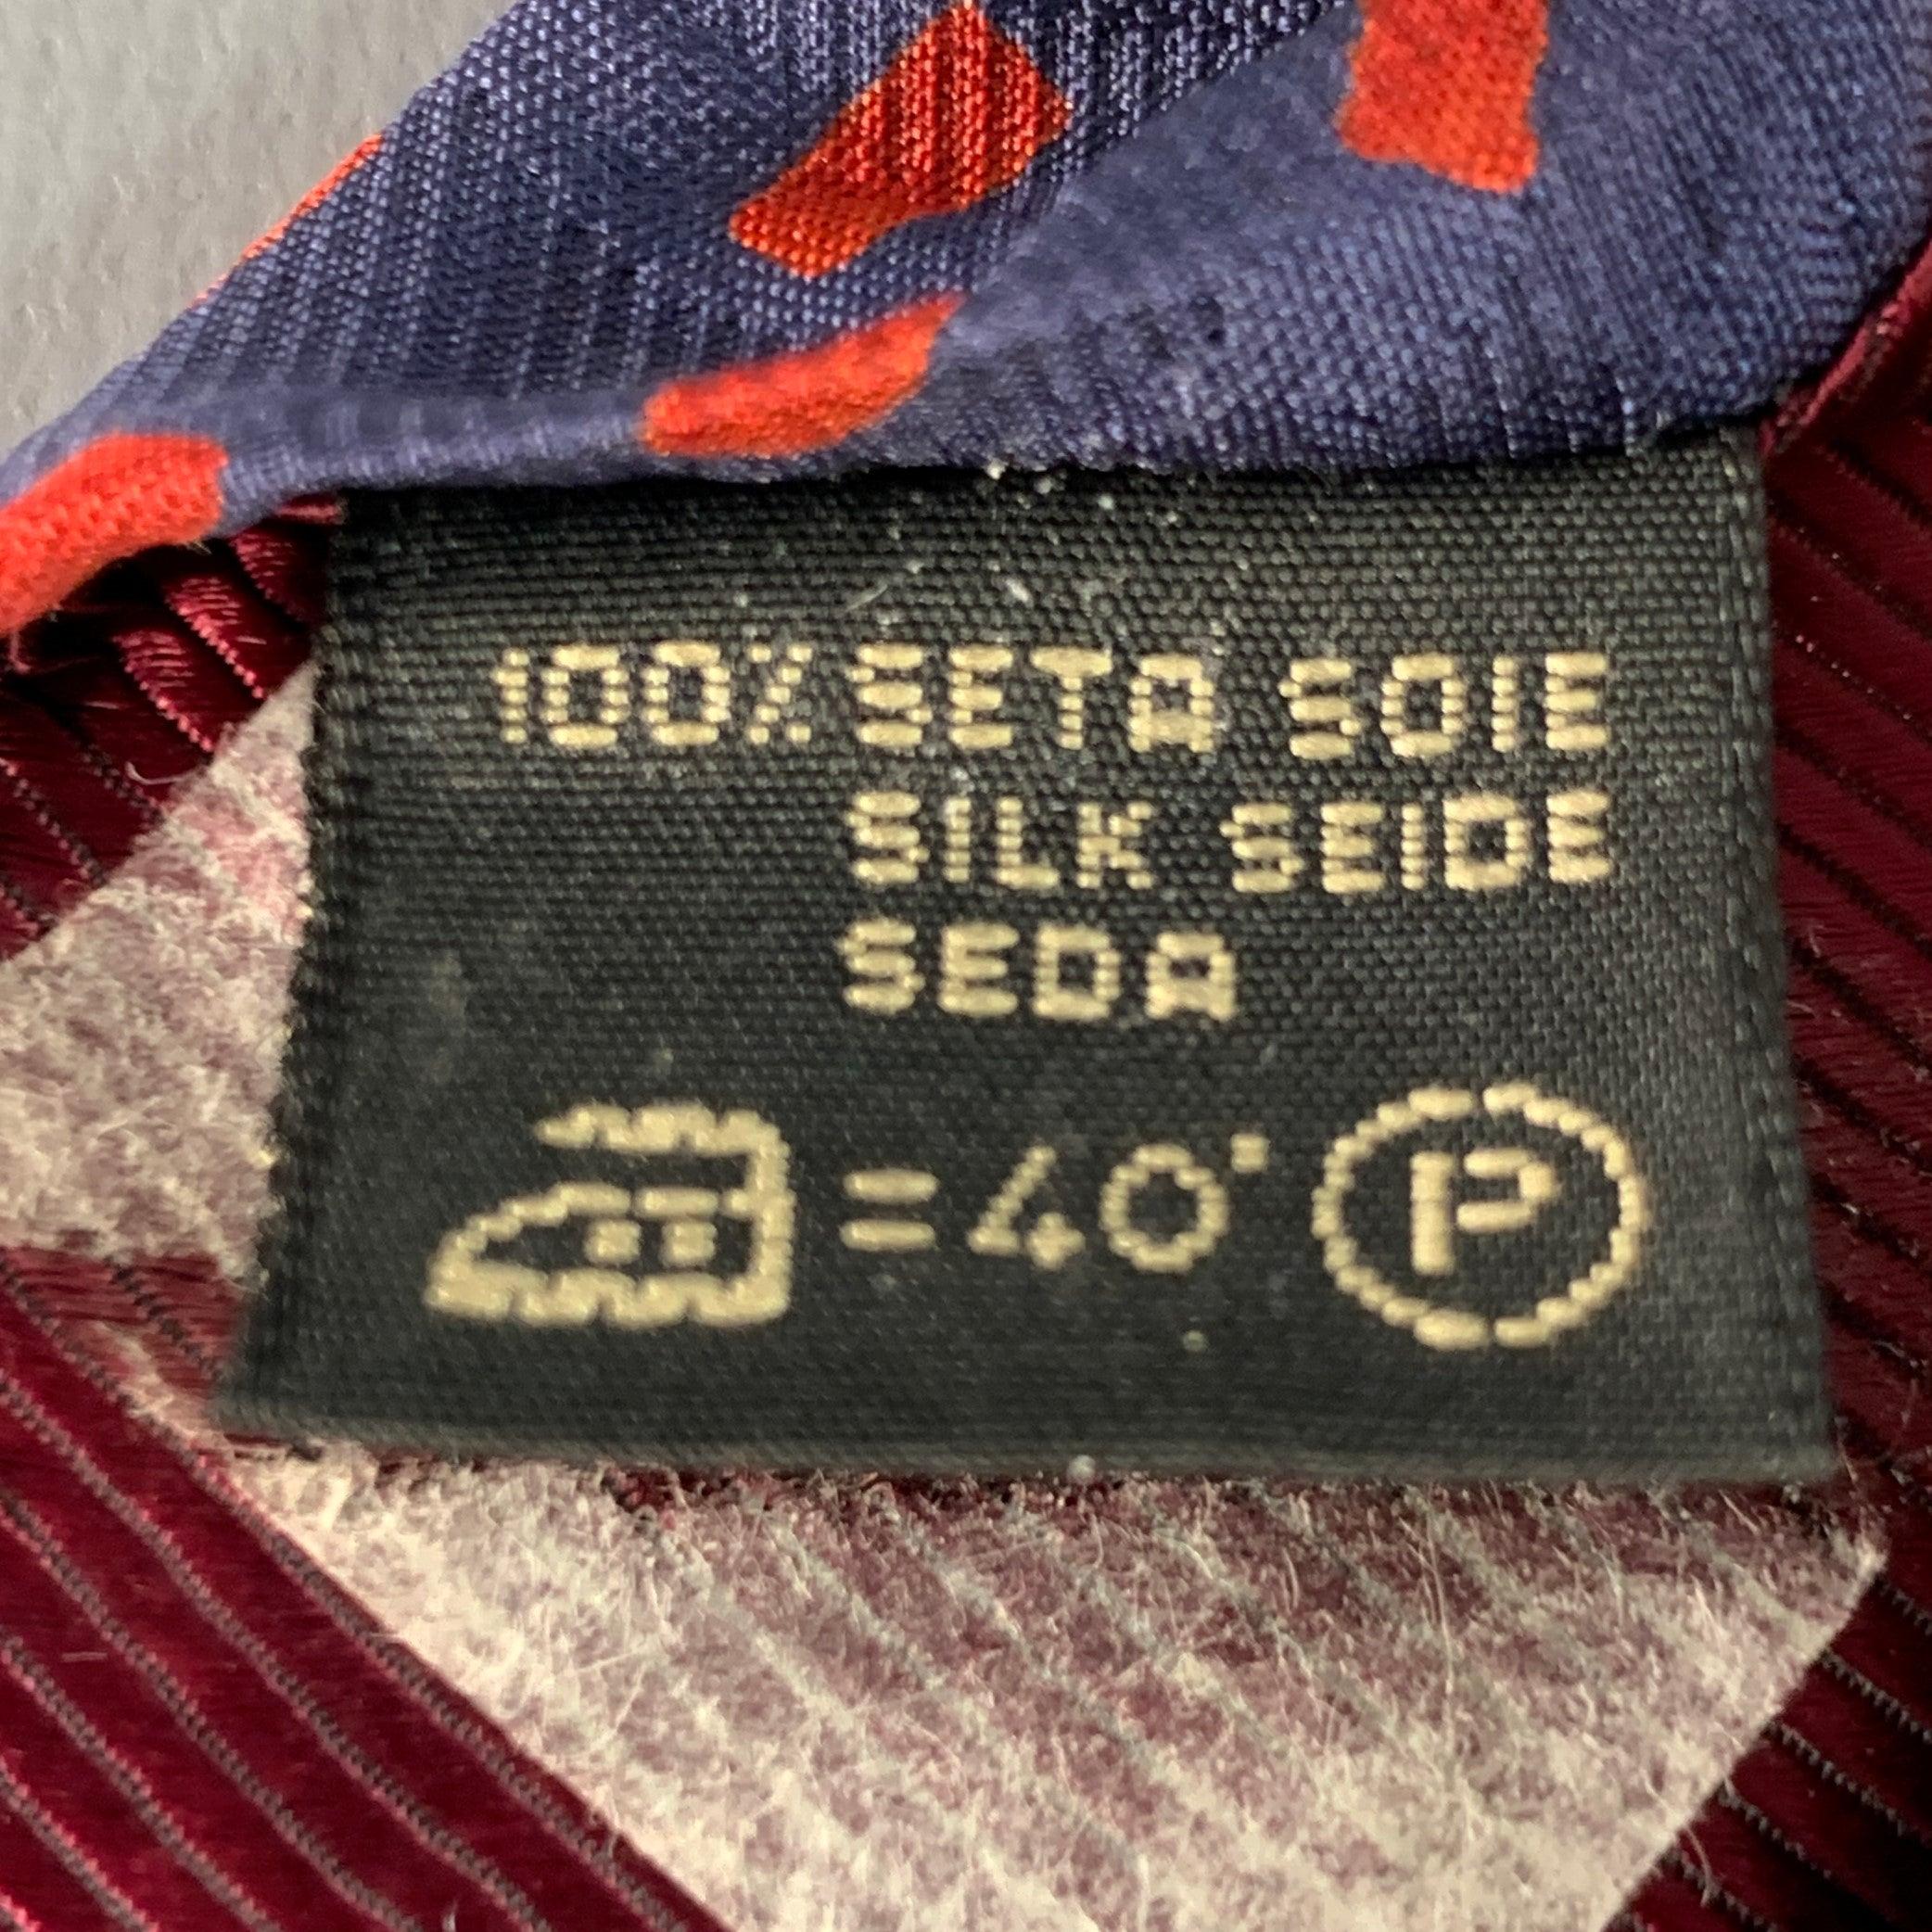 100% SETA SOIE
SILK SEIDE
SEDA
=40° P